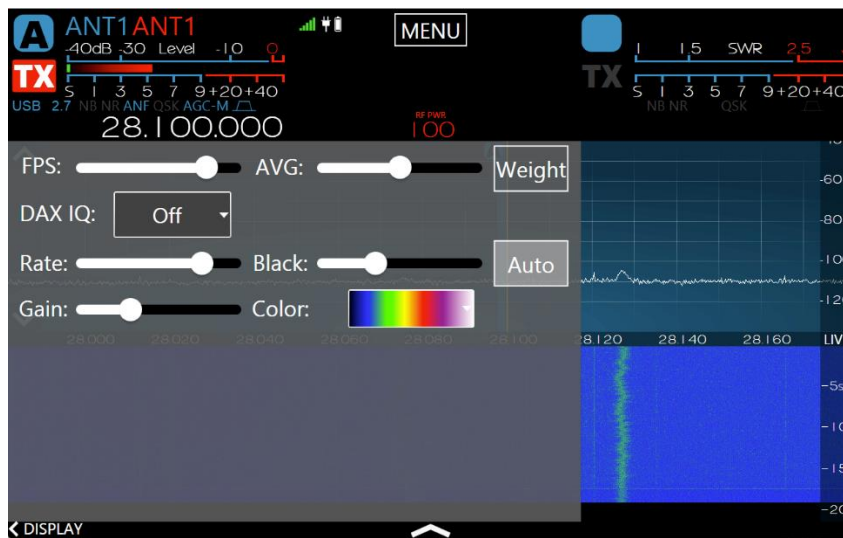 A ANT1 ANT1 MENU
-40dB -30 Level -10 0 1 1.5 SWR 2.5
TX S 1 3 5 7 9 +20 +40 TX S 1 3 5 7 9 +20 +40
USB 2.7 NB NR ANF QSK AGC-M NB NR QSK
RF PWR
28.100.000 100
FPS: AVG: Weight
-60
DAX IQ: Off
-80
Rate: Black: Auto
-10
Gain: Color:
-12
28.000 28.020 28.040 28.060 28.080 28.100 28.120 28.140 28.160 LIV
-5s
-10
-15
-20
DISPLAY